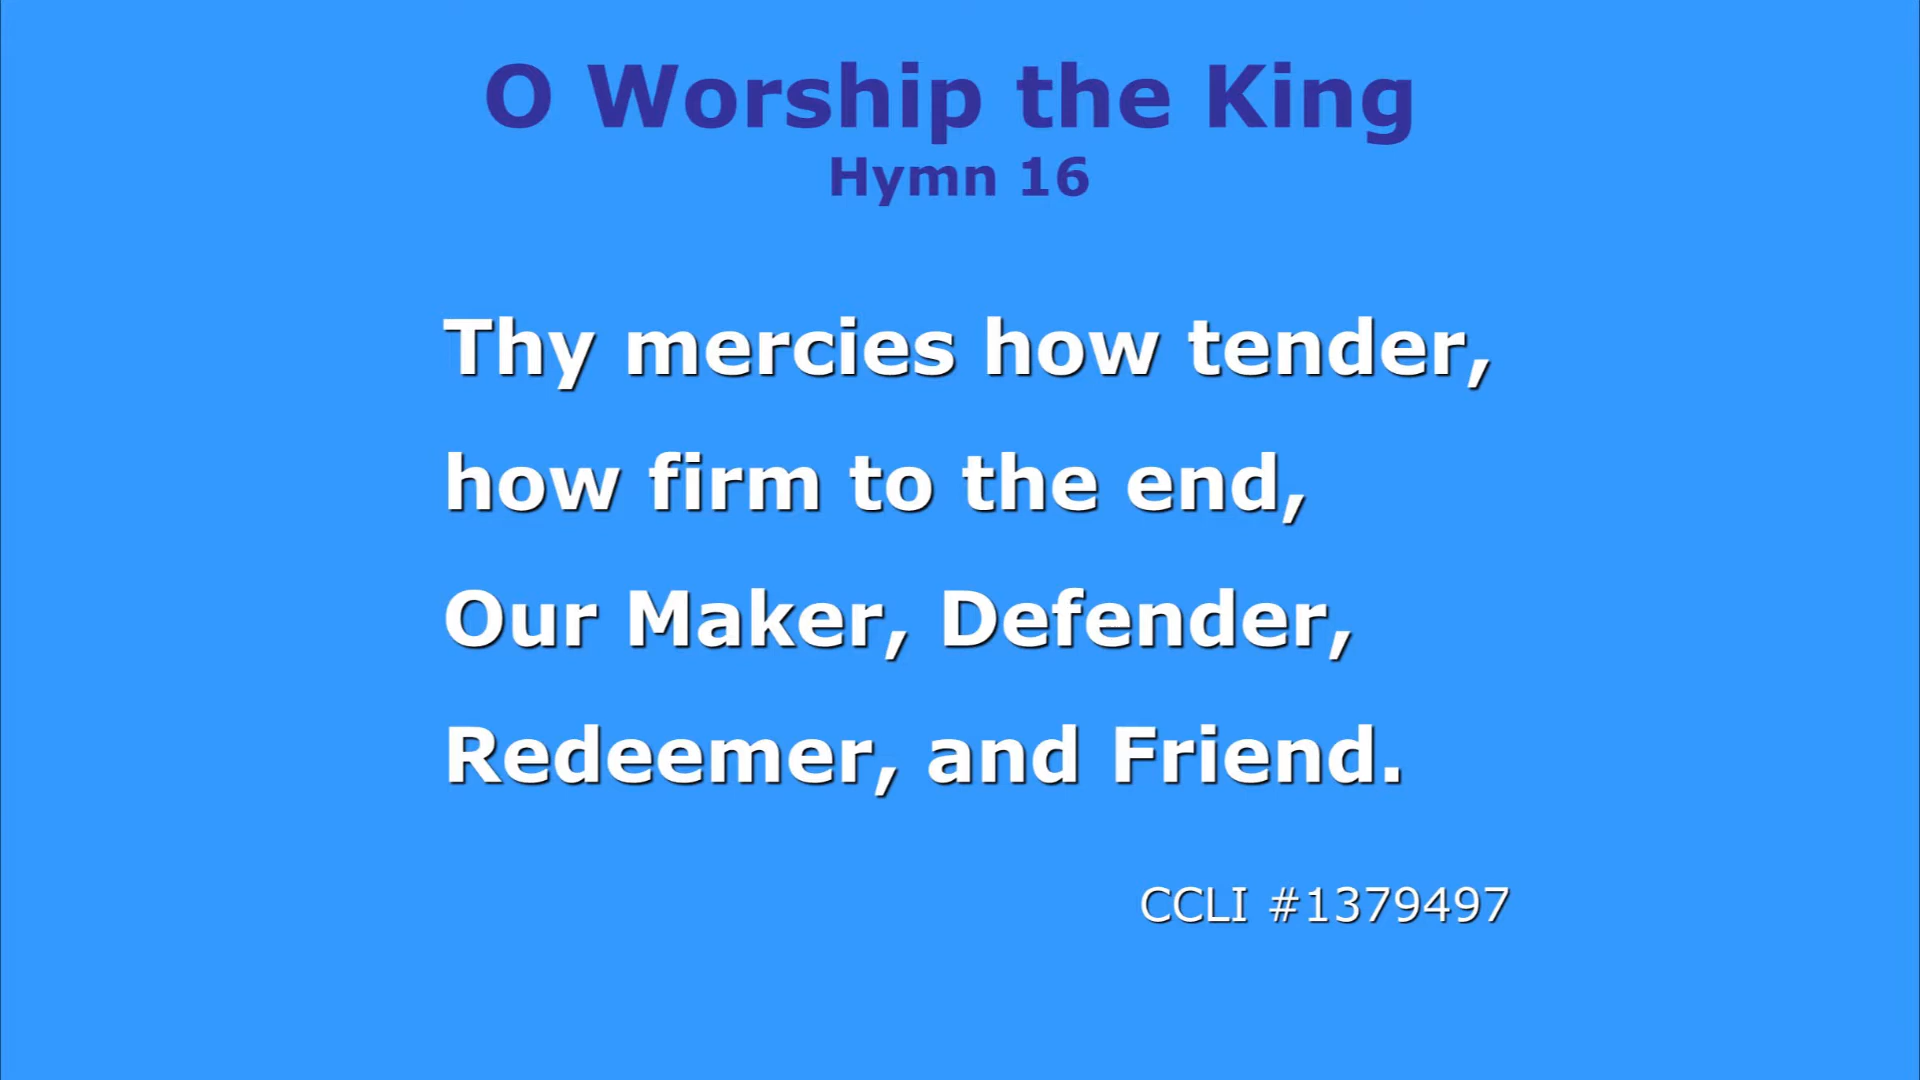 O Worship the King
Hymn 16
Thy mercies how tender,
how firm to the end,
Our Maker, Defender,
Redeemer, and Friend.
CCLI #1379497